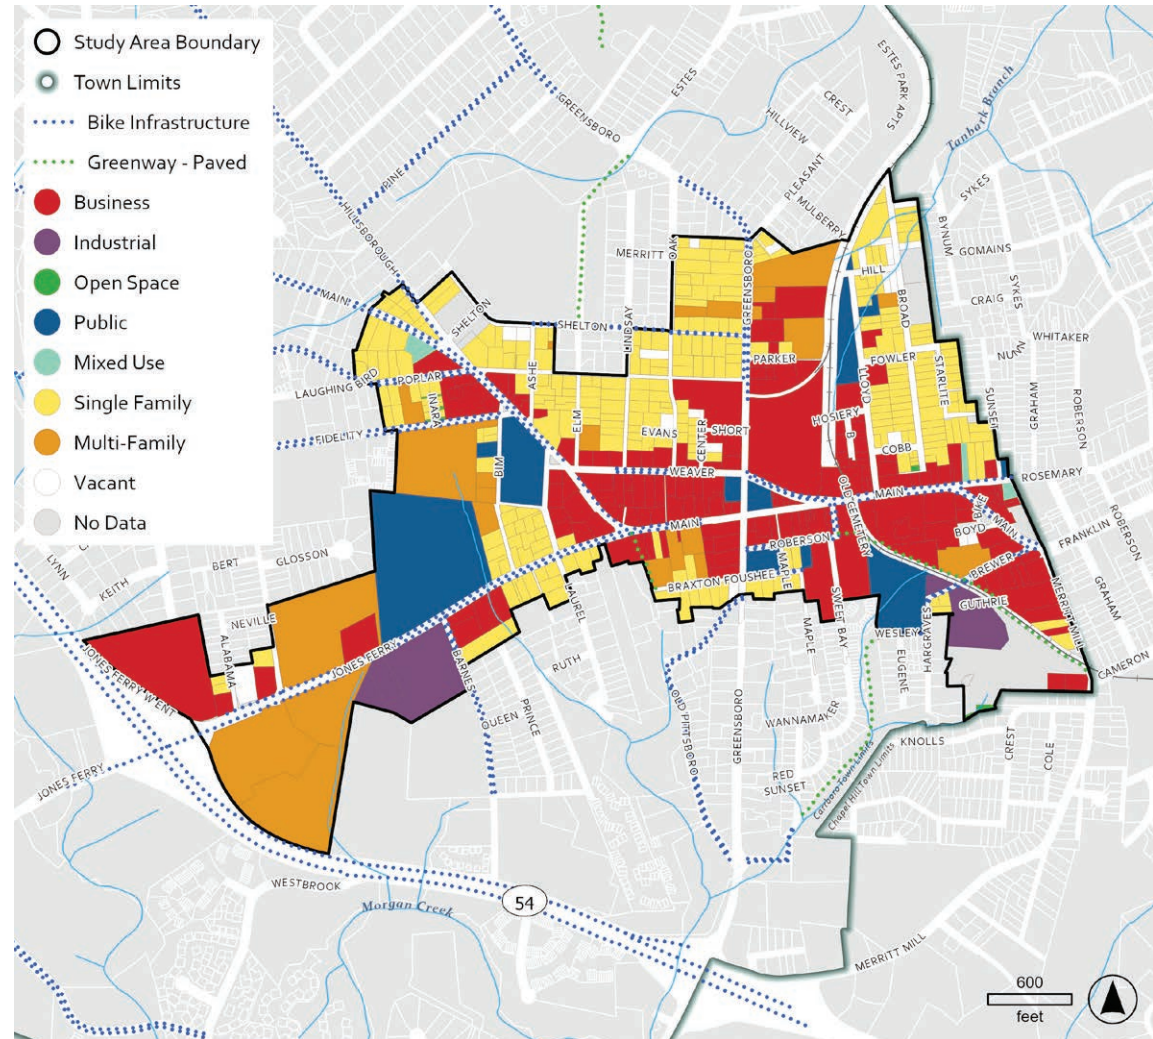 Study Area Boundary
Town Limits
Bike Infrastructure
Greenway - Paved
Business
Industrial
Open Space
Public
Mixed Use
Single Family
Multi-Family
Vacant
No Data
ESTES PARK APTS
ESTES
CREST
GREENSBORO
HILLVIEW
Tanbark Branch
PINE
PLEASANT
SYKES
HILLSBOROUGH
MULBERRY
BYNUM
MERRITT
OAK
GREENSBORO
GOMAINS
HILL
SYKES
MAIN
SHELTON
SHELTON
LINDSAY
BROAD
CRAIG
WHITAKER
NUNN
PARKER
FOWLER
LAUGHING BIRD
POPLAR
ASHE
LLOYD
STARLITE
SUNSET
GRAHAM
ROBERSON
INARA
ELM
EVANS
CENTER
SHORT
HOSIERY
B
FIDELITY
COBB
BIM
WEAVER
OLD CEMETERY
MAIN
ROSEMARY
MAIN
BOYD
MAIN
FRANKLIN
ROBERSON
ROBERSON
LYNN
KEITH
BERT
GLOSSON
BRAXTON FOUSHEE
MAPLE
BREWER
MERRITT MILL
GRAHAM
LAUREL
SWEET BAY
GUTHRIE
NEVILLE
ALABAMA
JONES FERRY
BARNES
RUTH
MAPLE
WESLEY
EUGENE
HARGRAVES
CAMERON
JONES FERRY WENT
QUEEN
PRINCE
OLD PITTSBORO
GREENSBORO
WANNAMAKER
KNOLLS
CREST
COLE
JONES FERRY
RED
SUNSET
Carrboro Town Limits
Chapel Hill Town Limits
WESTBROOK
54
Morgan Creek
MERRITT MILL
600
feet